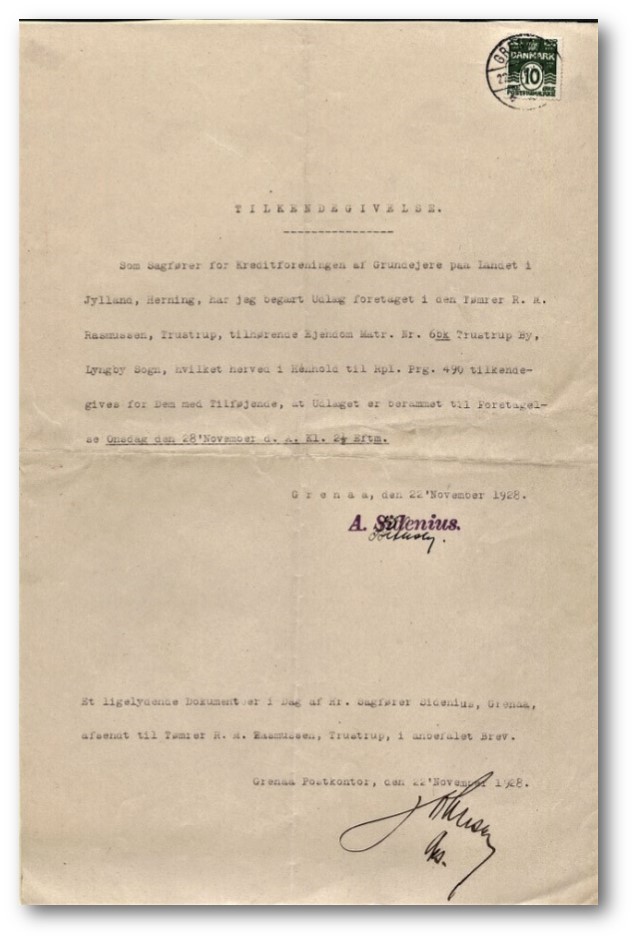 DANMARK
10
T I L K E N D E G I V E L S E.
Som Sagfører for Kreditforeningen af Grundejere paa Landet i
Jylland, Herning, har jeg begært Udlæg foretaget i den Tømrer R. M.
Rasmussen, Trustrup, tilhørende Ejendom Matr. Nr. 6bk Trustrup By,
Lyngby Sogn, hvilket herved i Henhold til Rpl. Prg. 490 tilkende-
gives for Dem med Tilføjende, at Udlæget er berammet til Foretagel-
se Onsdag den 28'November d. A. Kl. 2½ Eftm.
G r e n a a, den 22'November 1928.
A. Sidenius.
Et ligelydende Dokument er i Dag af Hr. Sagfører Sidenius, Grenaa,
afsendt til Tømrer R. M. Rasmussen, Trustrup, i anbefalet Brev.
Grenaa Postkontor, den 22'November 1928.